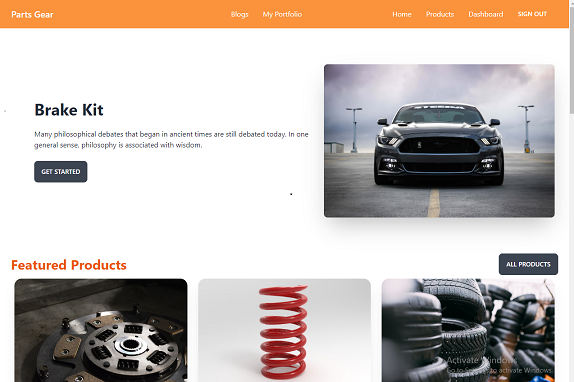 Parts Gear
Blogs
My Portfolio
Home
Products
Dashboard
SIGN OUT
Brake Kit
Many philosophical debates that began in ancient times are still debated today. In one
general sense, philosophy is associated with wisdom.
GET STARTED
Featured Products
ALL PRODUCTS
Activate Windows
Go to Settings to activate Windows.